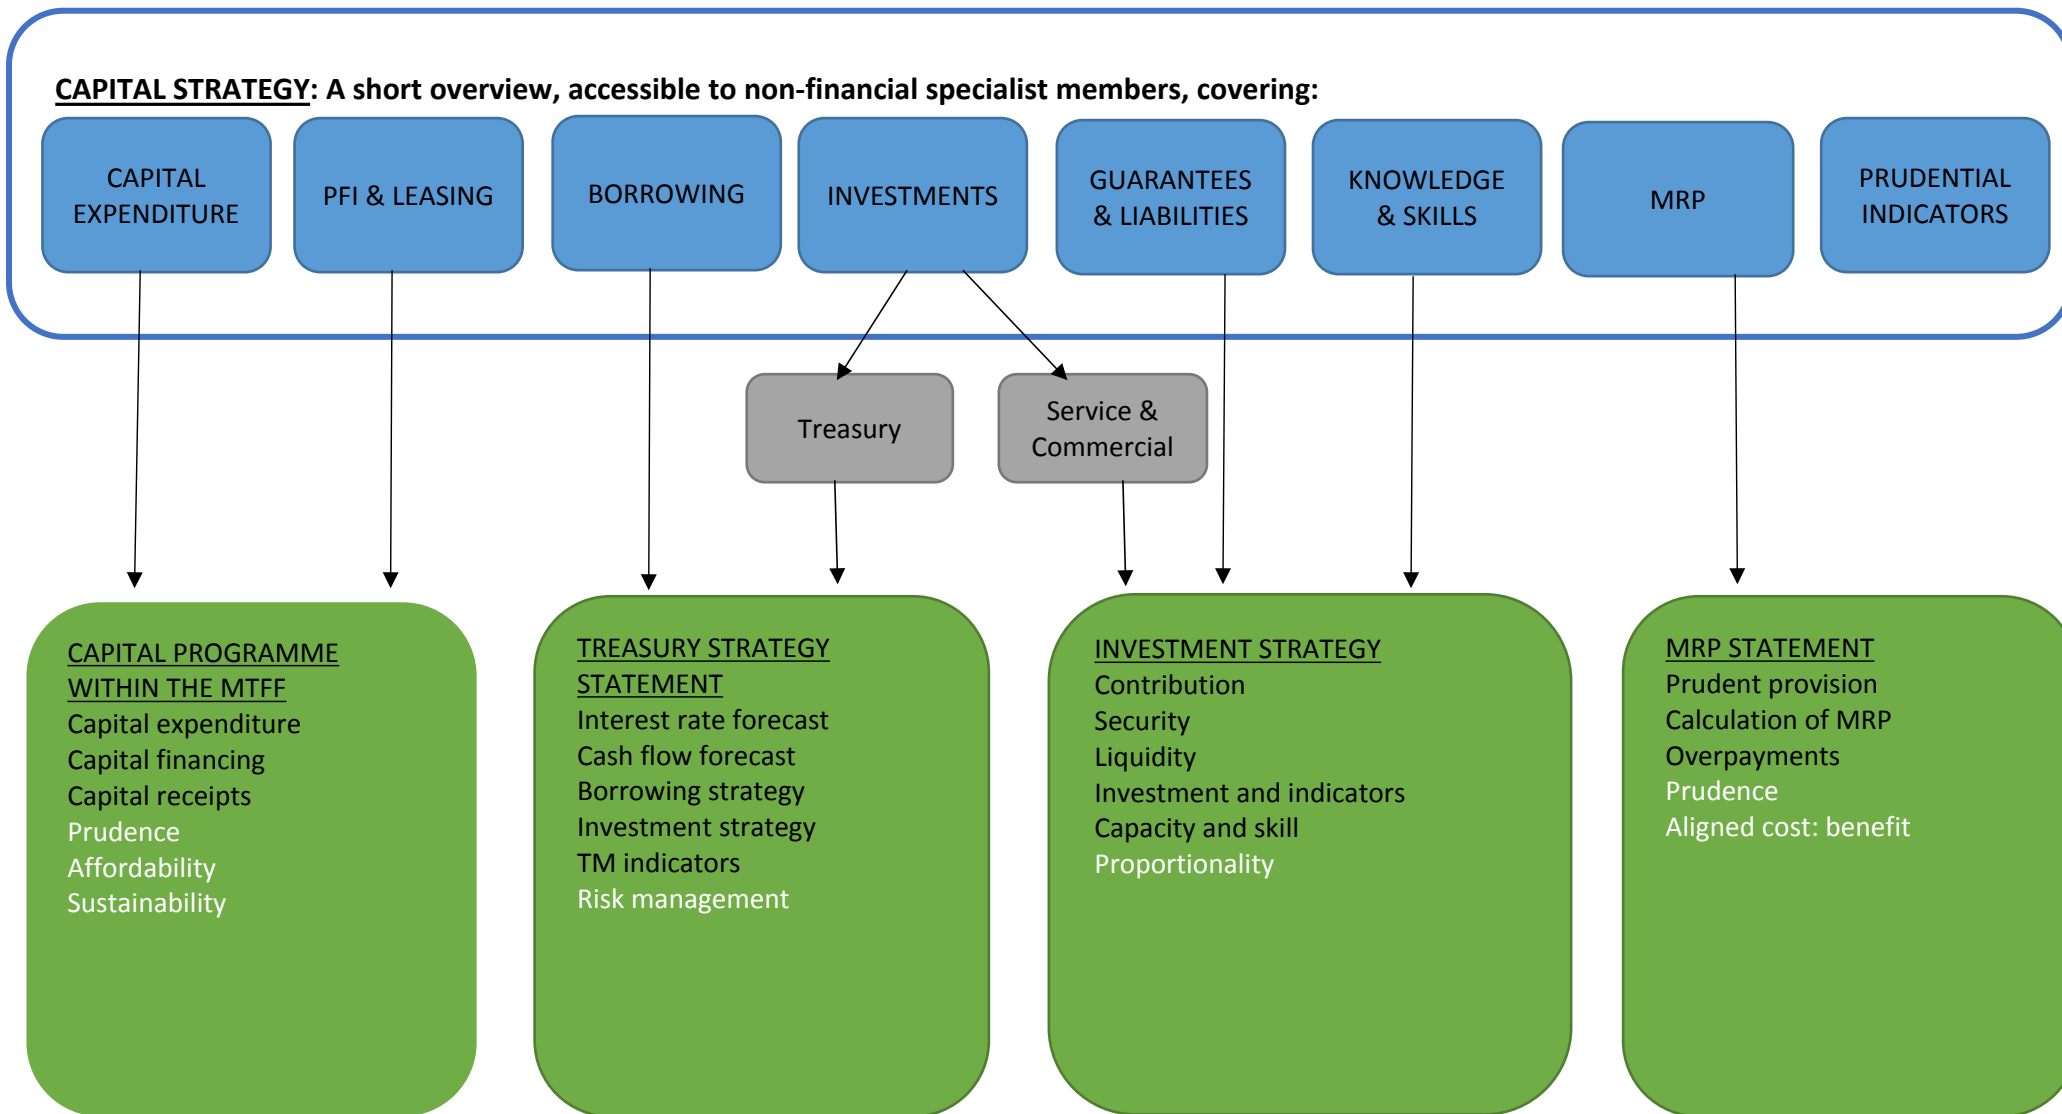 CAPITAL STRATEGY: A short overview, accessible to non-financial specialist members, covering:
CAPITAL
EXPENDITURE
PFI & LEASING
BORROWING
INVESTMENTS
GUARANTEES
& LIABILITIES
KNOWLEDGE
& SKILLS
MRP
PRUDENTIAL
INDICATORS
Treasury
Service &
Commercial
CAPITAL PROGRAMME
WITHIN THE MTFF
Capital expenditure
Capital financing
Capital receipts
Prudence
Affordability
Sustainability
TREASURY STRATEGY
STATEMENT
Interest rate forecast
Cash flow forecast
Borrowing strategy
Investment strategy
TM indicators
Risk management
INVESTMENT STRATEGY
Contribution
Security
Liquidity
Investment and indicators
Capacity and skill
Proportionality
MRP STATEMENT
Prudent provision
Calculation of MRP
Overpayments
Prudence
Aligned cost: benefit